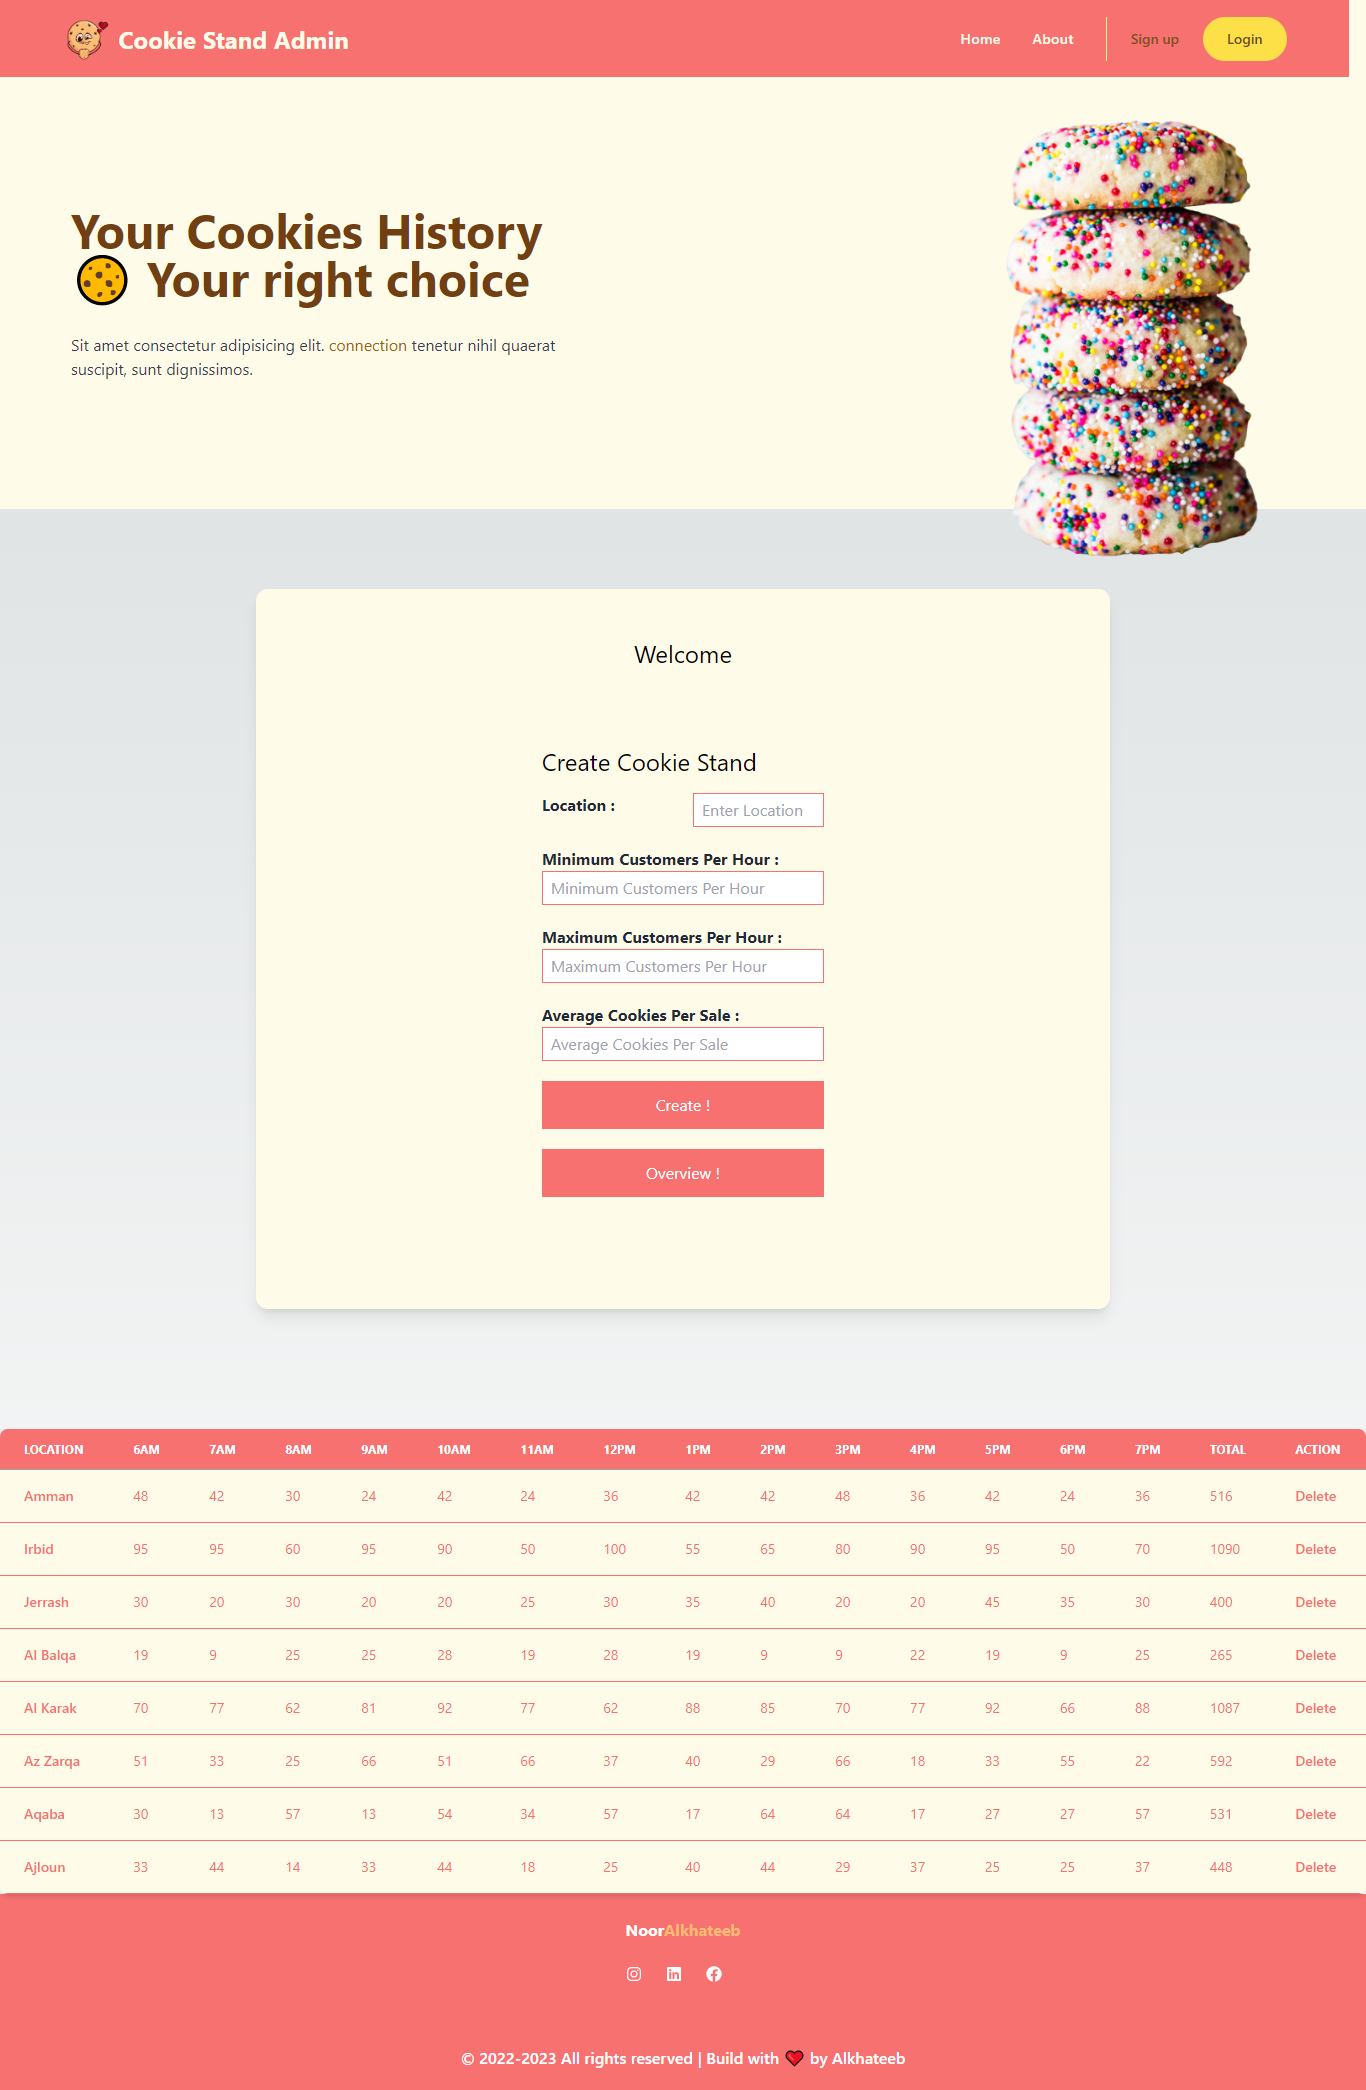 Cookie Stand Admin
Home About Sign up Login
Your Cookies History
Your right choice
Sit amet consectetur adipisicing elit. connection tenetur nihil quaerat
suscipit, sunt dignissimos.
Welcome
Create Cookie Stand
Location : Enter Location
Minimum Customers Per Hour :
Minimum Customers Per Hour
Maximum Customers Per Hour :
Maximum Customers Per Hour
Average Cookies Per Sale :
Average Cookies Per Sale
Create !
Overview !
LOCATION 6AM 7AM 8AM 9AM 10AM 11AM 12PM 1PM 2PM 3PM 4PM 5PM 6PM 7PM TOTAL ACTION
Amman 48 42 30 24 42 24 36 42 42 48 36 42 24 36 516 Delete
Irbid 95 95 60 95 90 50 100 55 65 80 90 95 50 70 1090 Delete
Jerrash 30 20 30 20 20 25 30 35 40 20 20 45 35 30 400 Delete
Al Balqa 19 9 25 25 28 19 28 19 9 9 22 19 9 25 265 Delete
Al Karak 70 77 62 81 92 77 62 88 85 70 77 92 66 88 1087 Delete
Az Zarqa 51 33 25 66 51 66 37 40 29 66 18 33 55 22 592 Delete
Aqaba 30 13 57 13 54 34 57 17 64 64 17 27 27 57 531 Delete
Ajloun 33 44 14 33 44 18 25 40 44 29 37 25 25 37 448 Delete
NoorAlkhateeb
© 2022-2023 All rights reserved | Build with ❤ by Alkhateeb